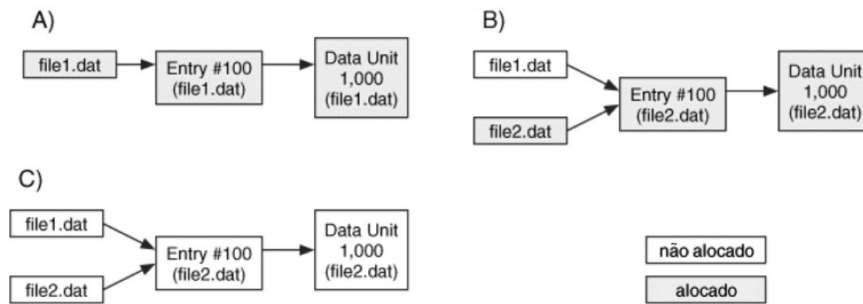 A)
file1.dat
Entry #100
(file1.dat)
Data Unit
1,000
(file1.dat)
B)
file1.dat
file2.dat
Entry #100
(file2.dat)
Data Unit
1,000
(file2.dat)
C)
file1.dat
file2.dat
Entry #100
(file2.dat)
Data Unit
1,000
(file2.dat)
não alocado
alocado